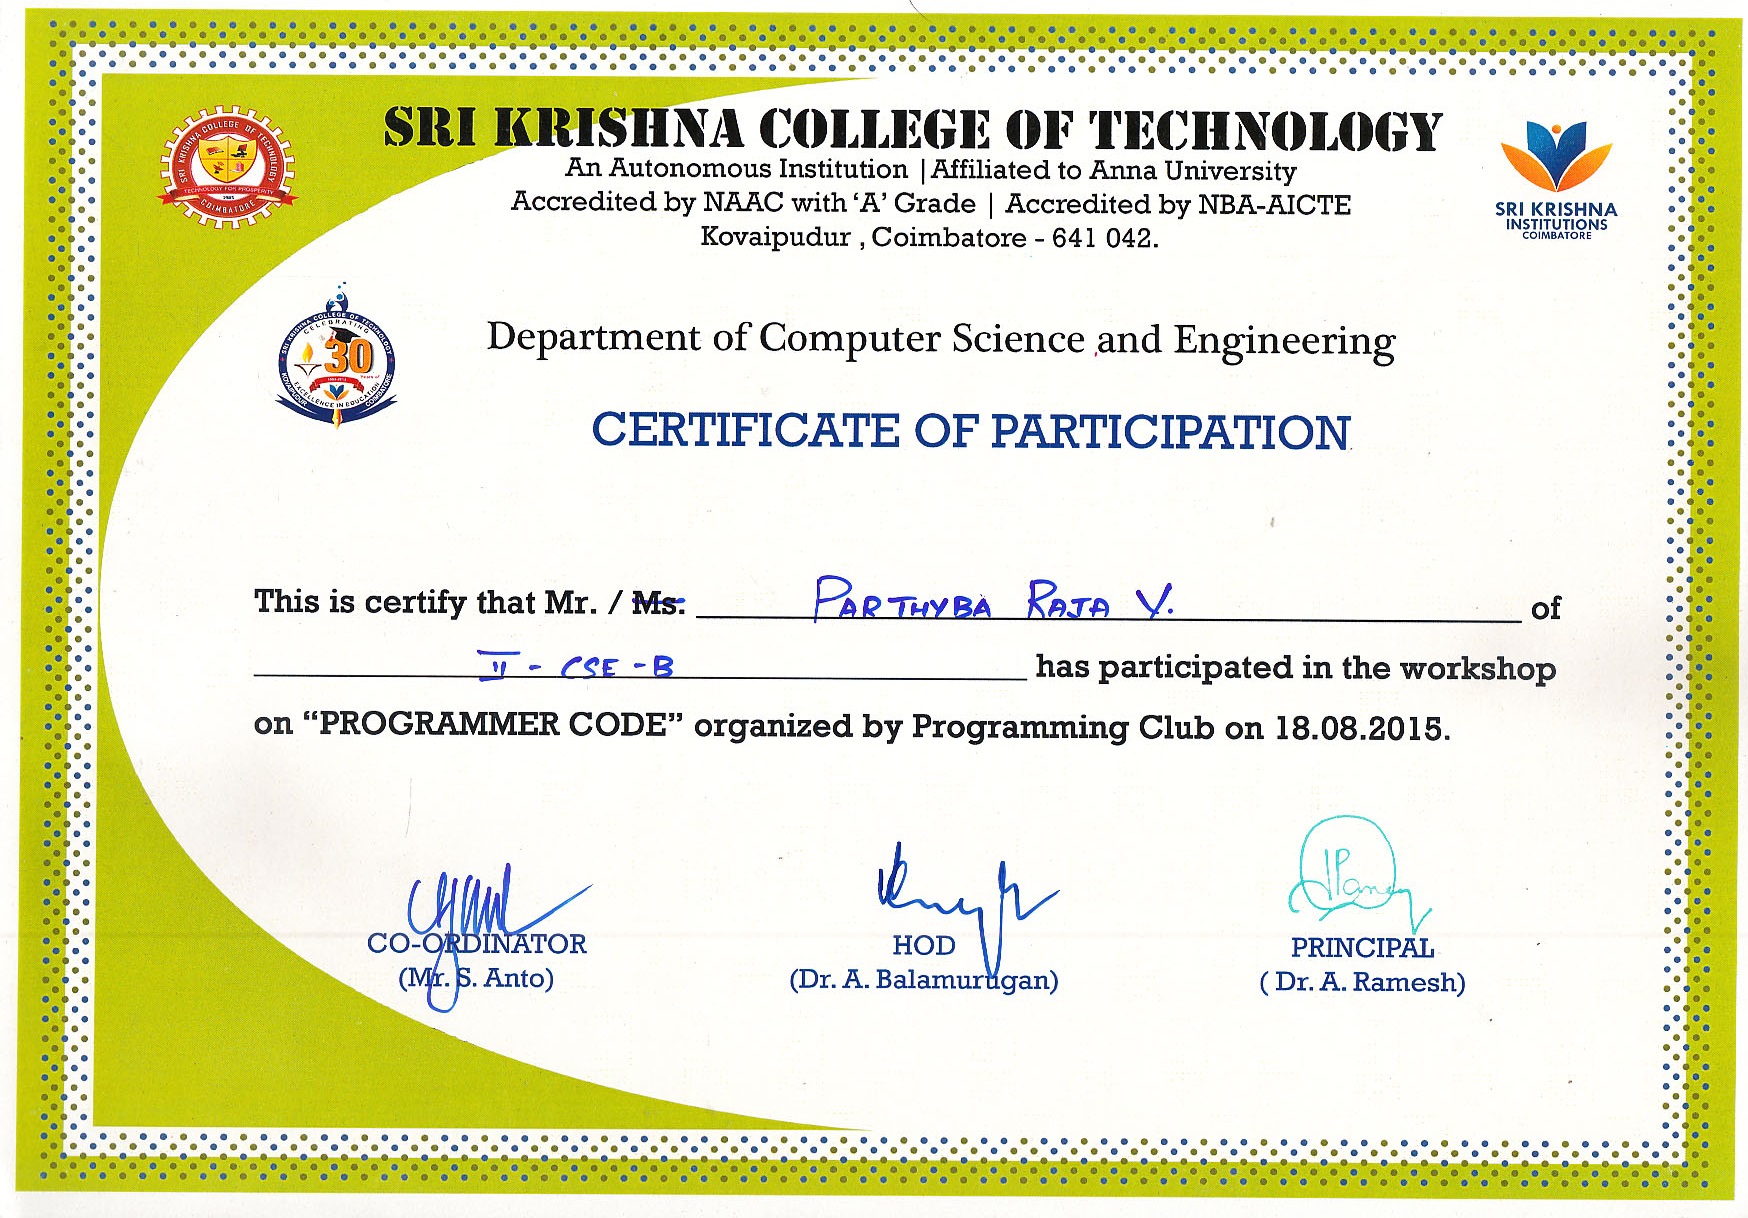 SRI KRISHNA COLLEGE OF TECHNOLOGY
An Autonomous Institution | Affiliated to Anna University
Accredited by NAAC with ‘A’ Grade | Accredited by NBA-AICTE
Kovaipudur , Coimbatore - 641 042.
SRI KRISHNA COLLEGE OF TECHNOLOGY
TECHNOLOGY FOR PROSPERITY
1985
COIMBATORE
SRI KRISHNA
INSTITUTIONS
COIMBATORE
SRI KRISHNA COLLEGE OF TECHNOLOGY
CELEBRATING
30
EXCELLENCE IN EDUCATION
KOVAIPUDUR COIMBATORE
Department of Computer Science and Engineering
CERTIFICATE OF PARTICIPATION
This is certify that Mr. / Ms. PARTHYBA RAJA V. of
II - CSE - B has participated in the workshop
on “PROGRAMMER CODE” organized by Programming Club on 18.08.2015.
CO-ORDINATOR HOD PRINCIPAL
(Mr. S. Anto) (Dr. A. Balamurugan) ( Dr. A. Ramesh)